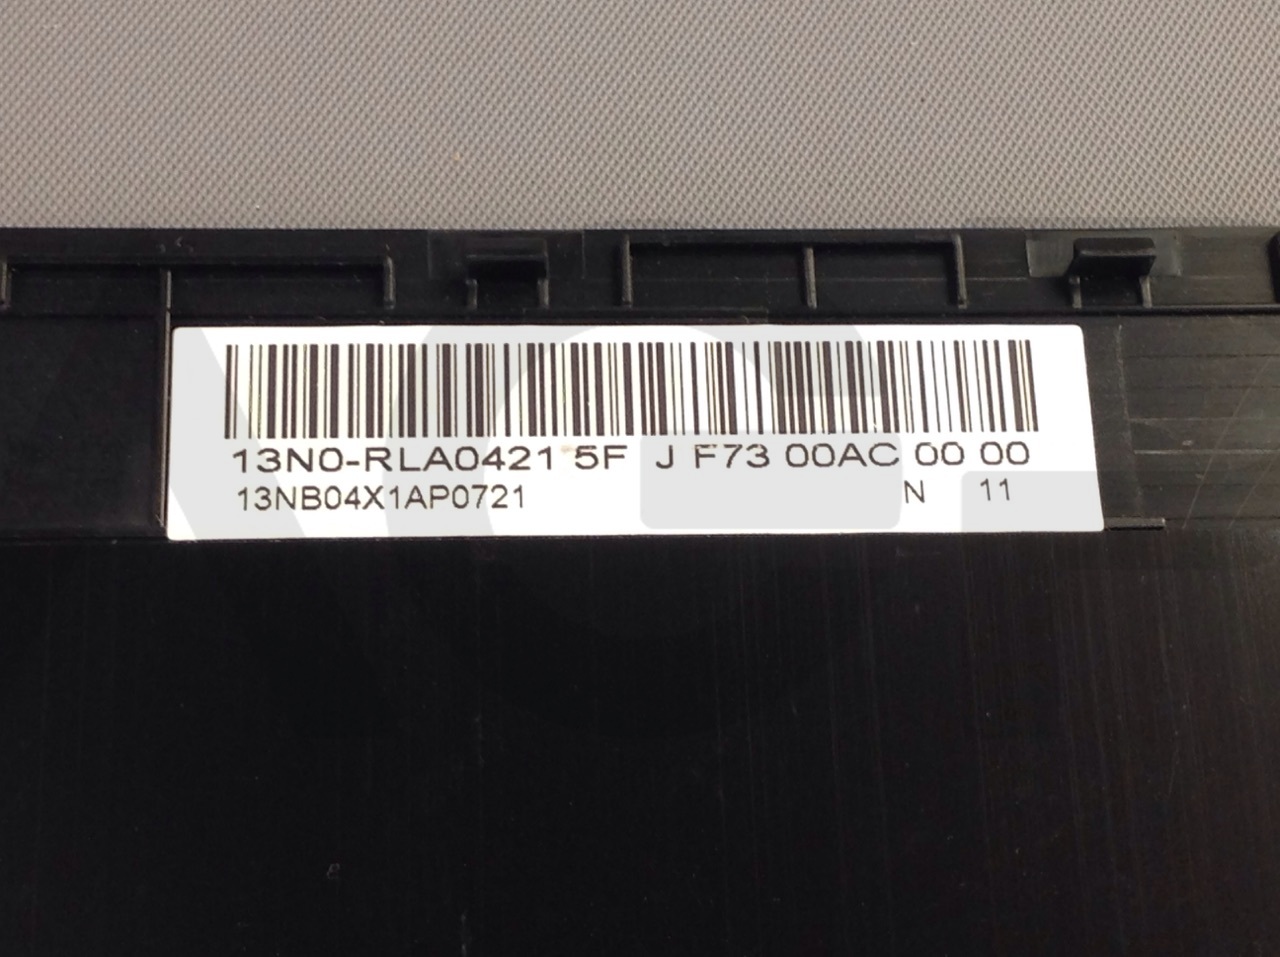 13N0-RLA0421 5F J F73 00AC 00 00
13NB04X1AP0721 N 11